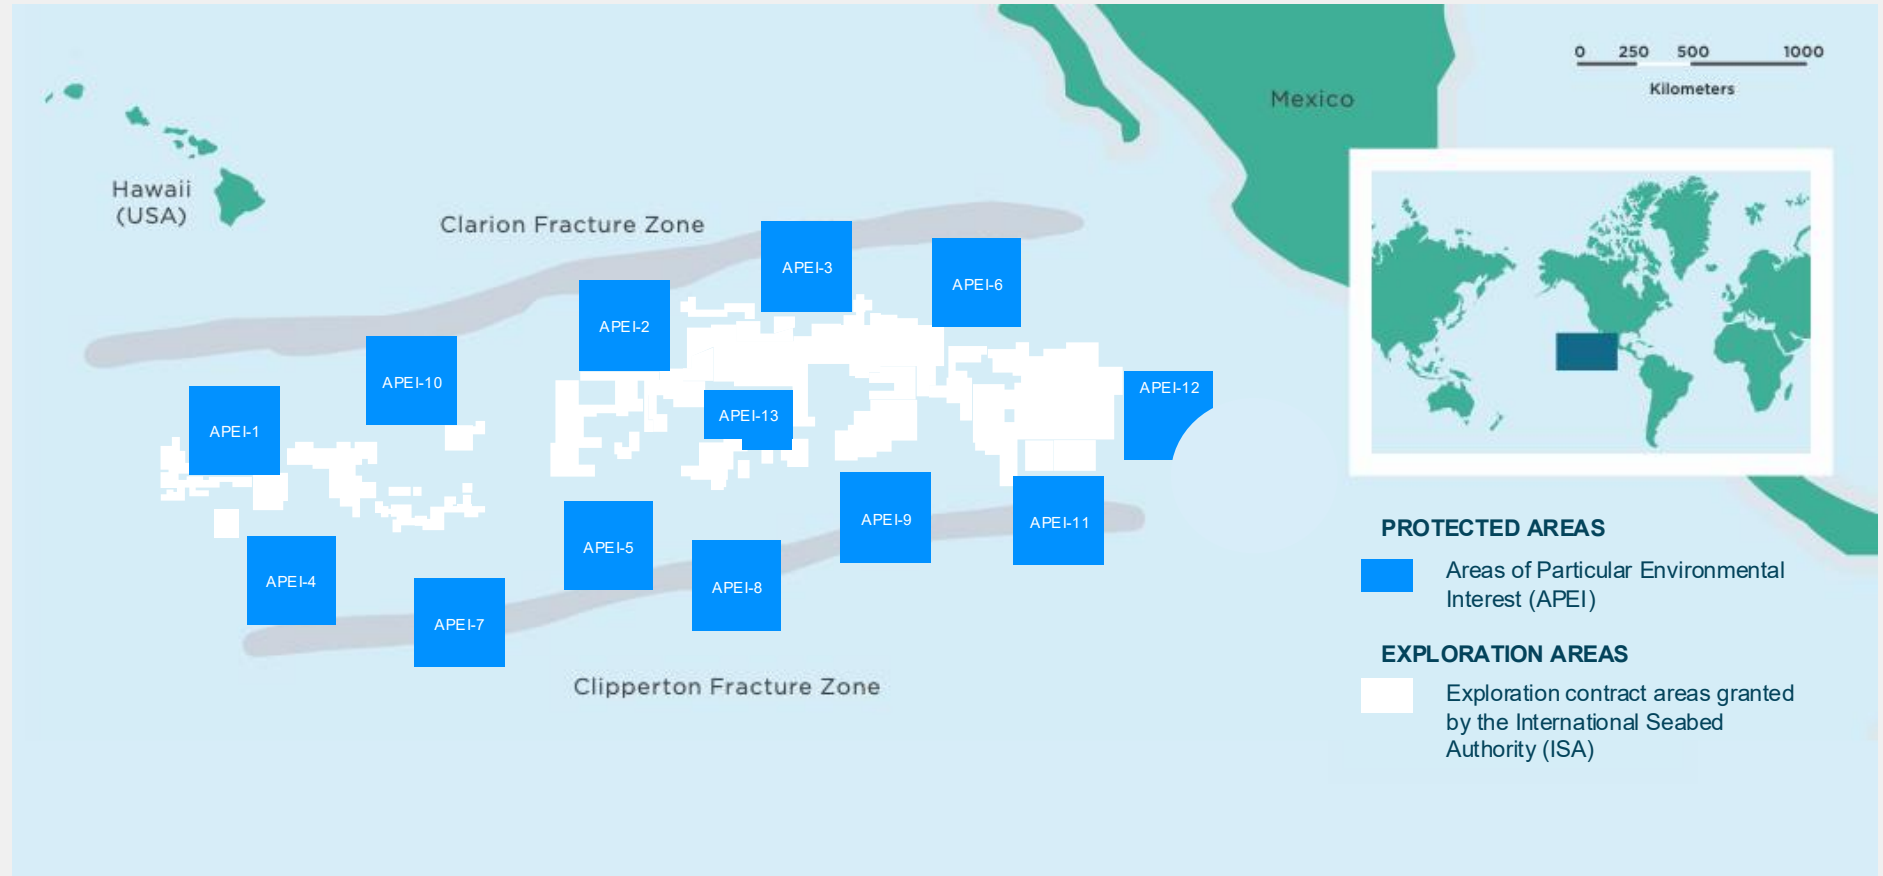 0 250 500 1000
Kilometers
Mexico
Hawaii
(USA)
Clarion Fracture Zone
APEI-3
APEI-6
APEI-2
APEI-10
APEI-12
APEI-13
APEI-1
APEI-9
APEI-11
APEI-5
APEI-4
APEI-8
APEI-7
Clipperton Fracture Zone
PROTECTED AREAS
Areas of Particular Environmental
Interest (APEI)
EXPLORATION AREAS
Exploration contract areas granted
by the International Seabed
Authority (ISA)